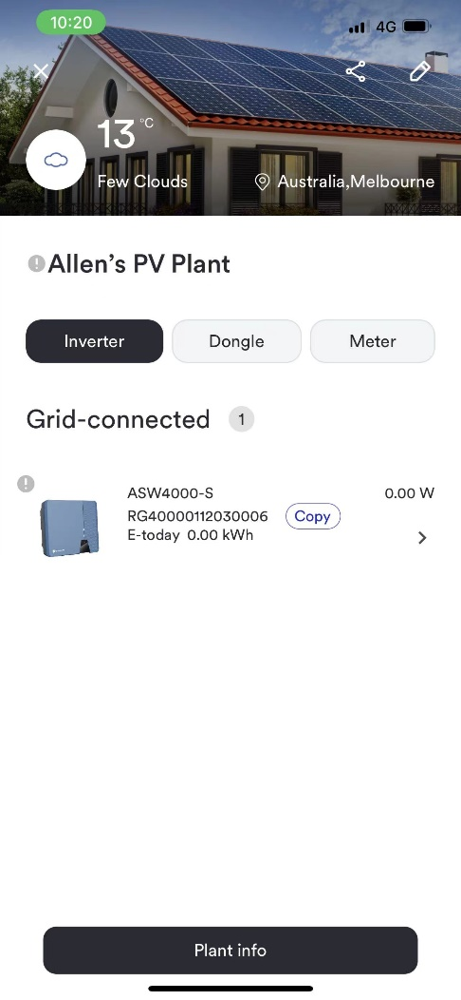 10:20
4G
13 °C
Few Clouds
Australia,Melbourne
Allen’s PV Plant
Inverter
Dongle
Meter
Grid-connected 1
ASW4000-S
0.00 W
RG40000112030006
Copy
E-today 0.00 kWh
Plant info